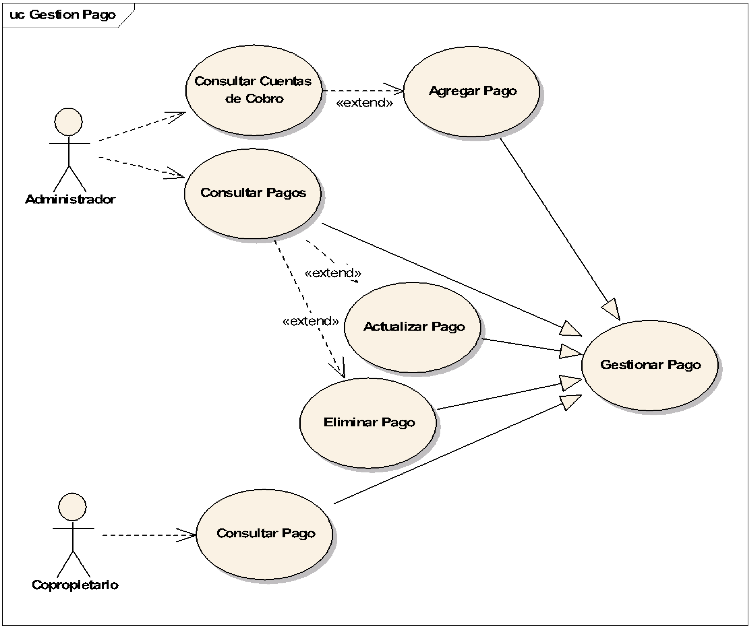 uc Gestion Pago
Consultar Cuentas
de Cobro
«extend»
Agregar Pago
Administrador
Consultar Pagos
«extend»
«extend»
Actualizar Pago
Gestionar Pago
Eliminar Pago
Copropietario
Consultar Pago